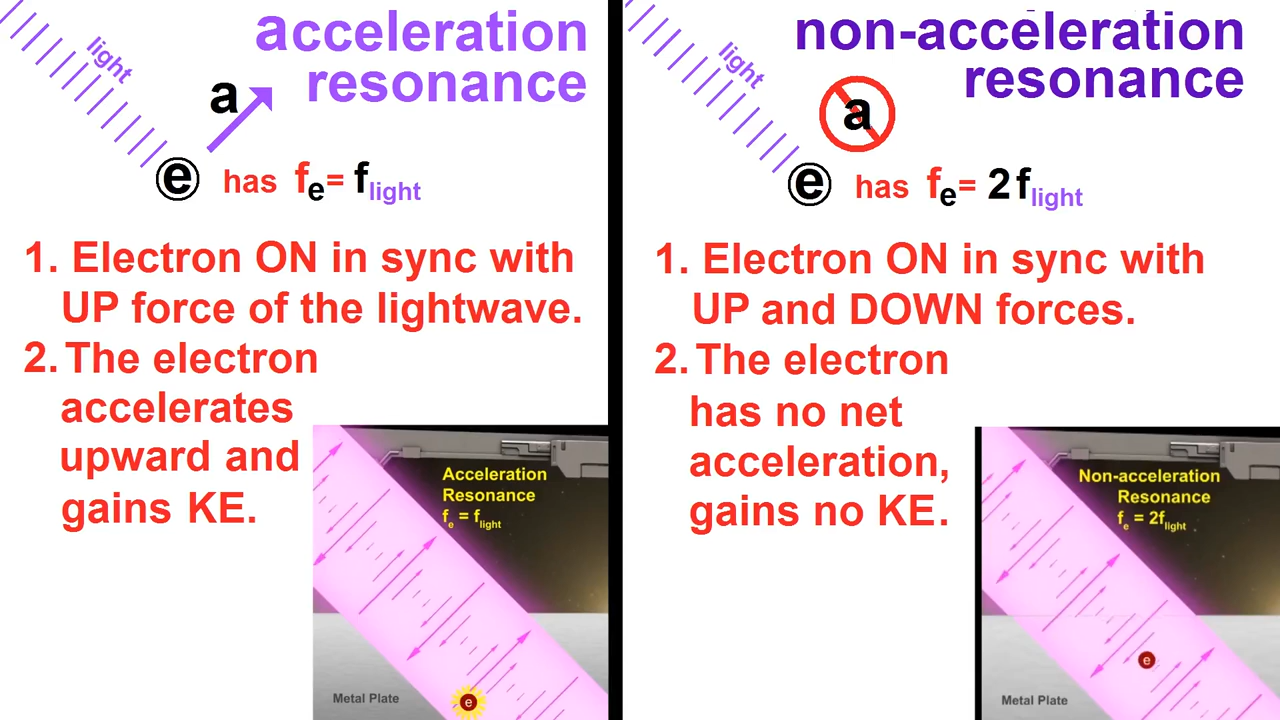 acceleration
resonance
light
a
e has fe = flight
1. Electron ON in sync with
UP force of the lightwave.
2. The electron
accelerates
upward and
gains KE.
Acceleration
Resonance
fe = flight
Metal Plate
e
non-acceleration
resonance
light
a
e has fe = 2flight
1. Electron ON in sync with
UP and DOWN forces.
2. The electron
has no net
acceleration,
gains no KE.
Non-acceleration
Resonance
fe = 2flight
e
Metal Plate